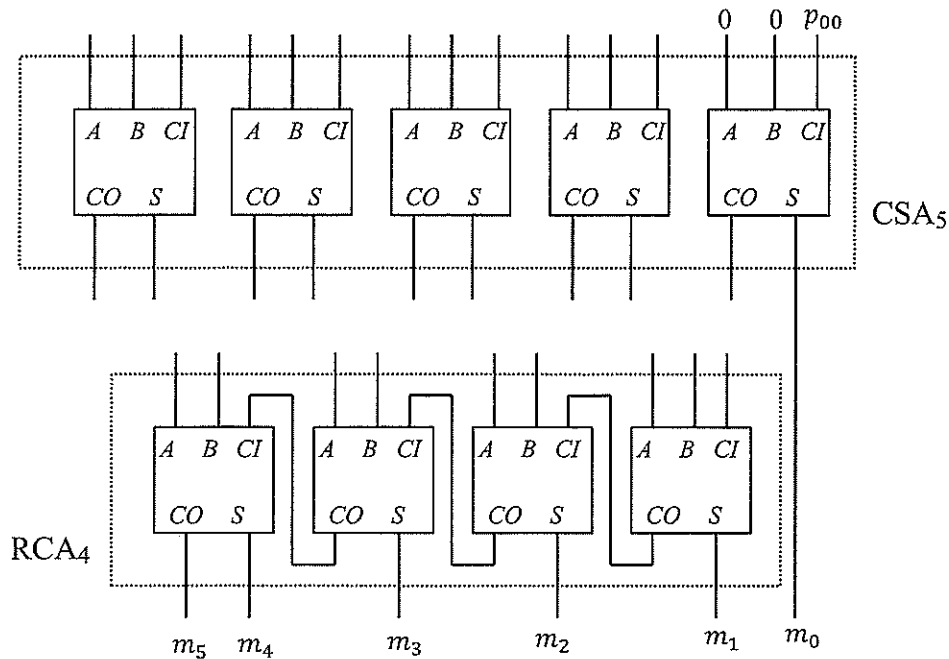 0 0 p₀₀
A B CI A B CI A B CI A B CI A B CI
CO S CO S CO S CO S CO S
CSA₅
A B CI A B CI A B CI A B CI
CO S CO S CO S CO S
RCA₄
m₅ m₄ m₃ m₂ m₁ m₀